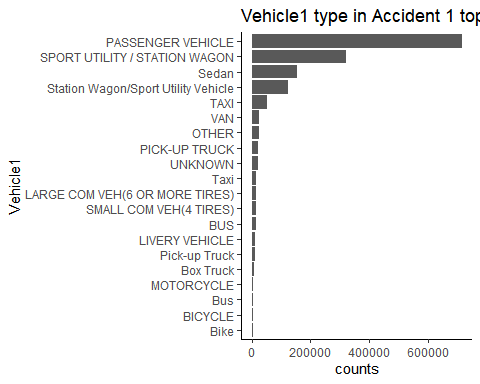 Vehicle1 type in Accident 1 top
PASSENGER VEHICLE
SPORT UTILITY / STATION WAGON
Sedan
Station Wagon/Sport Utility Vehicle
TAXI
VAN
OTHER
PICK-UP TRUCK
UNKNOWN
Taxi
LARGE COM VEH(6 OR MORE TIRES)
SMALL COM VEH(4 TIRES)
BUS
LIVERY VEHICLE
Pick-up Truck
Box Truck
MOTORCYCLE
Bus
BICYCLE
Bike
Vehicle1
0 200000 400000 600000
counts